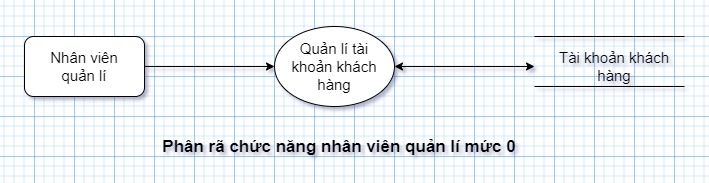 Nhân viên
quản lí
Quản lí tài
khoản khách
hàng
Tài khoản khách
hàng
Phân rã chức năng nhân viên quản lí mức 0